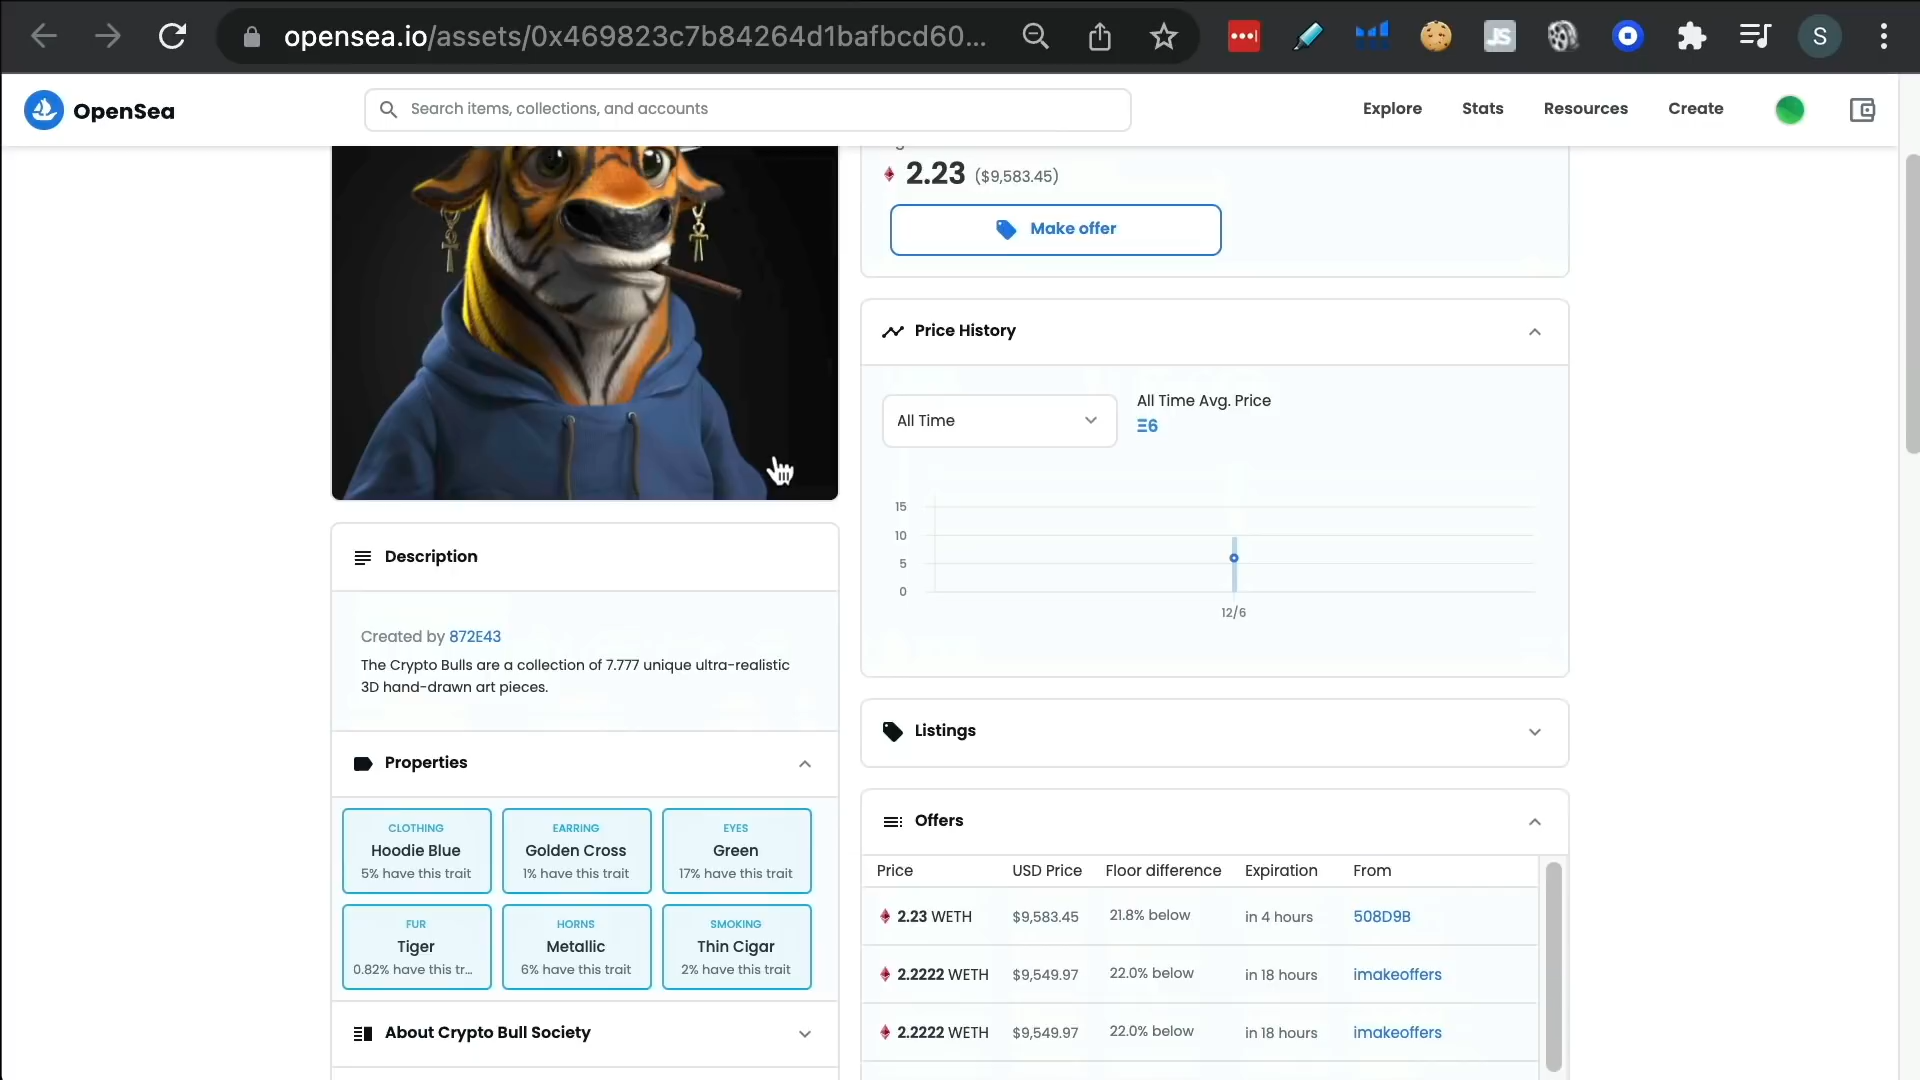 opensea.io/assets/0x469823c7b84264d1bafbcd60...
JS
S
OpenSea
Search items, collections, and accounts
Explore
Stats
Resources
Create
2.23 ($9,583.45)
Make offer
Price History
All Time
All Time Avg. Price
Ξ6
15
10
5
0
12/6
Description
Created by 872E43
The Crypto Bulls are a collection of 7.777 unique ultra-realistic
3D hand-drawn art pieces.
Properties
CLOTHING
Hoodie Blue
5% have this trait
EARRING
Golden Cross
1% have this trait
EYES
Green
17% have this trait
FUR
Tiger
0.82% have this tr...
HORNS
Metallic
6% have this trait
SMOKING
Thin Cigar
2% have this trait
About Crypto Bull Society
Listings
Offers
Price USD Price Floor difference Expiration From
2.23 WETH $9,583.45 21.8% below in 4 hours 508D9B
2.2222 WETH $9,549.97 22.0% below in 18 hours imakeoffers
2.2222 WETH $9,549.97 22.0% below in 18 hours imakeoffers